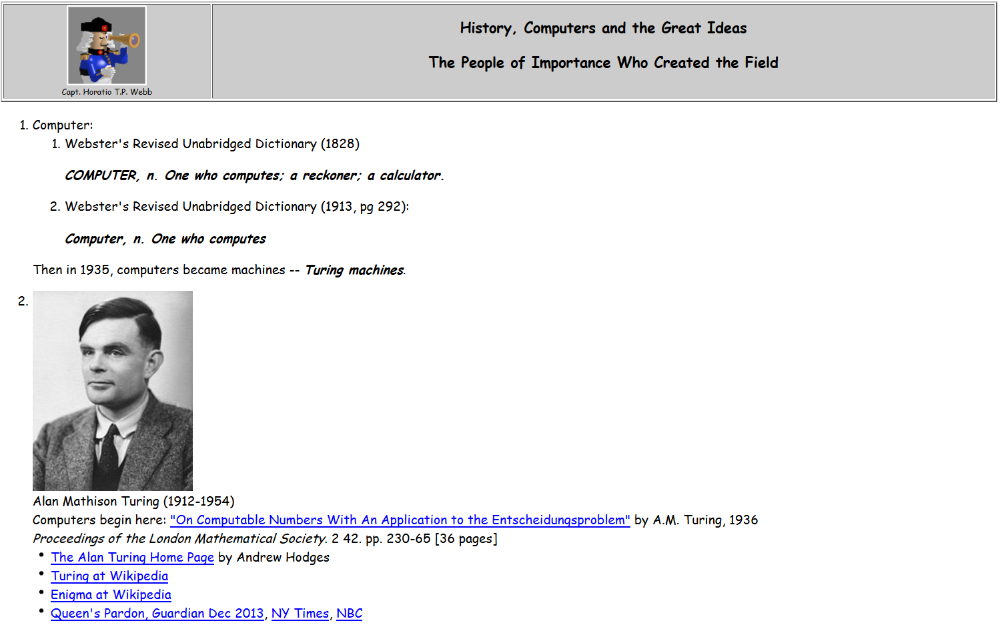 History, Computers and the Great Ideas
The People of Importance Who Created the Field
Capt. Horatio T.P. Webb
1. Computer:
1. Webster's Revised Unabridged Dictionary (1828)
COMPUTER, n. One who computes; a reckoner; a calculator.
2. Webster's Revised Unabridged Dictionary (1913, pg 292):
Computer, n. One who computes
Then in 1935, computers became machines -- Turing machines.
2.
Alan Mathison Turing (1912-1954)
Computers begin here: "On Computable Numbers With An Application to the Entscheidungsproblem" by A.M. Turing, 1936
Proceedings of the London Mathematical Society. 2 42. pp. 230-65 [36 pages]
• The Alan Turing Home Page by Andrew Hodges
• Turing at Wikipedia
• Enigma at Wikipedia
• Queen's Pardon, Guardian Dec 2013, NY Times, NBC